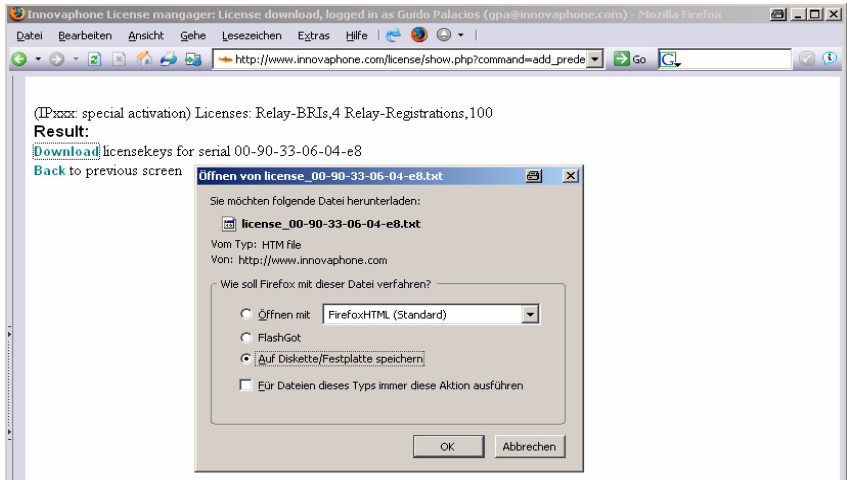 Innovaphone License mangager: License download, logged in as Guido Palacios (gpa@innovaphone.com) - Mozilla Firefox
Datei Bearbeiten Ansicht Gehe Lesezeichen Extras Hilfe
http://www.innovaphone.com/license/show.php?command=add_prede Go G
(IPxxx: special activation) Licenses: Relay-BRIs,4 Relay-Registrations,100
Result:
Download licensekeys for serial 00-90-33-06-04-e8
Back to previous screen
Öffnen von license_00-90-33-06-04-e8.txt
Sie möchten folgende Datei herunterladen:
license_00-90-33-06-04-e8.txt
Vom Typ: HTM file
Von: http://www.innovaphone.com
Wie soll Firefox mit dieser Datei verfahren?
Öffnen mit FirefoxHTML (Standard)
FlashGot
Auf Diskette/Festplatte speichern
Für Dateien dieses Typs immer diese Aktion ausführen
OK Abbrechen